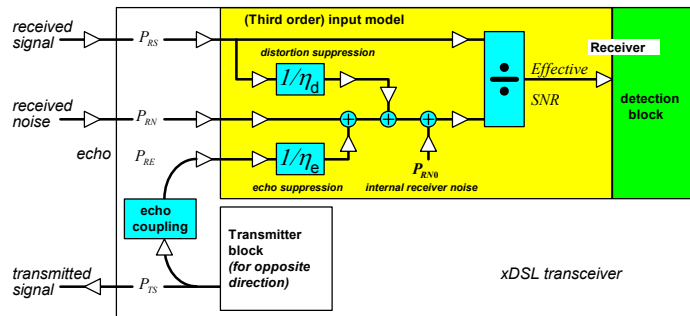 received
signal
P_RS
(Third order) input model
distortion suppression
1/η_d
÷
Effective
SNR
Receiver
detection
block
received
noise
P_RN
+
+
+
echo
P_RE
1/η_e
echo suppression
P_RN0
internal receiver noise
echo
coupling
Transmitter
block
(for opposite
direction)
transmitted
signal
P_TS
xDSL transceiver